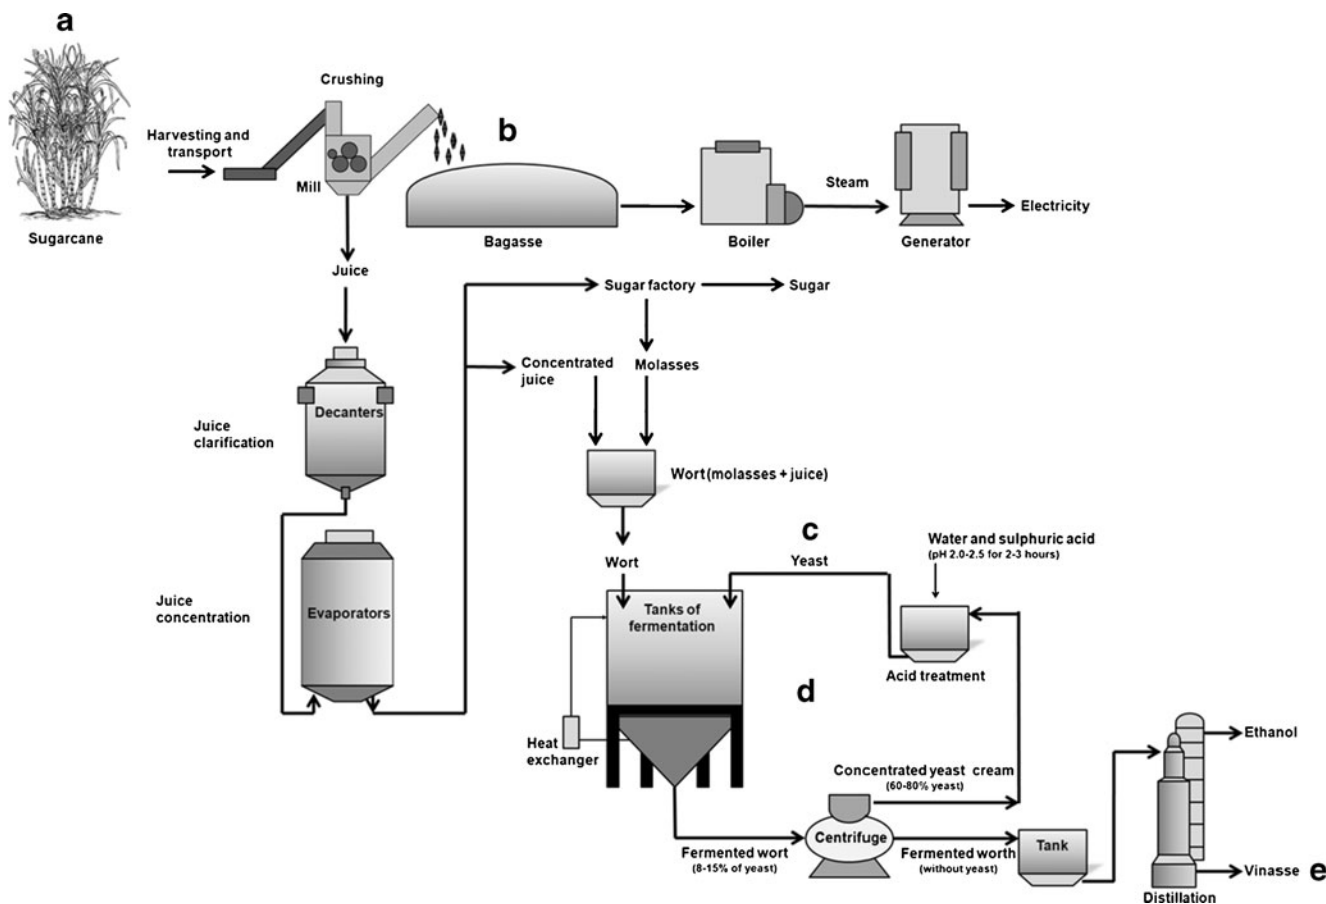 a
Crushing
Harvesting and
transport
b
Mill
Steam
Electricity
Sugarcane
Bagasse
Boiler
Generator
Juice
Sugar factory
Sugar
Concentrated
juice
Molasses
Decanters
Juice
clarification
Wort (molasses + juice)
c
Water and sulphuric acid
(pH 2.0-2.5 for 2-3 hours)
Wort
Yeast
Juice
concentration
Evaporators
Tanks of
fermentation
Acid treatment
d
Heat
exchanger
Ethanol
Concentrated yeast cream
(60-80% yeast)
Centrifuge
Fermented wort
(8-15% of yeast)
Fermented worth
(without yeast)
Tank
Vinasse
e
Distillation